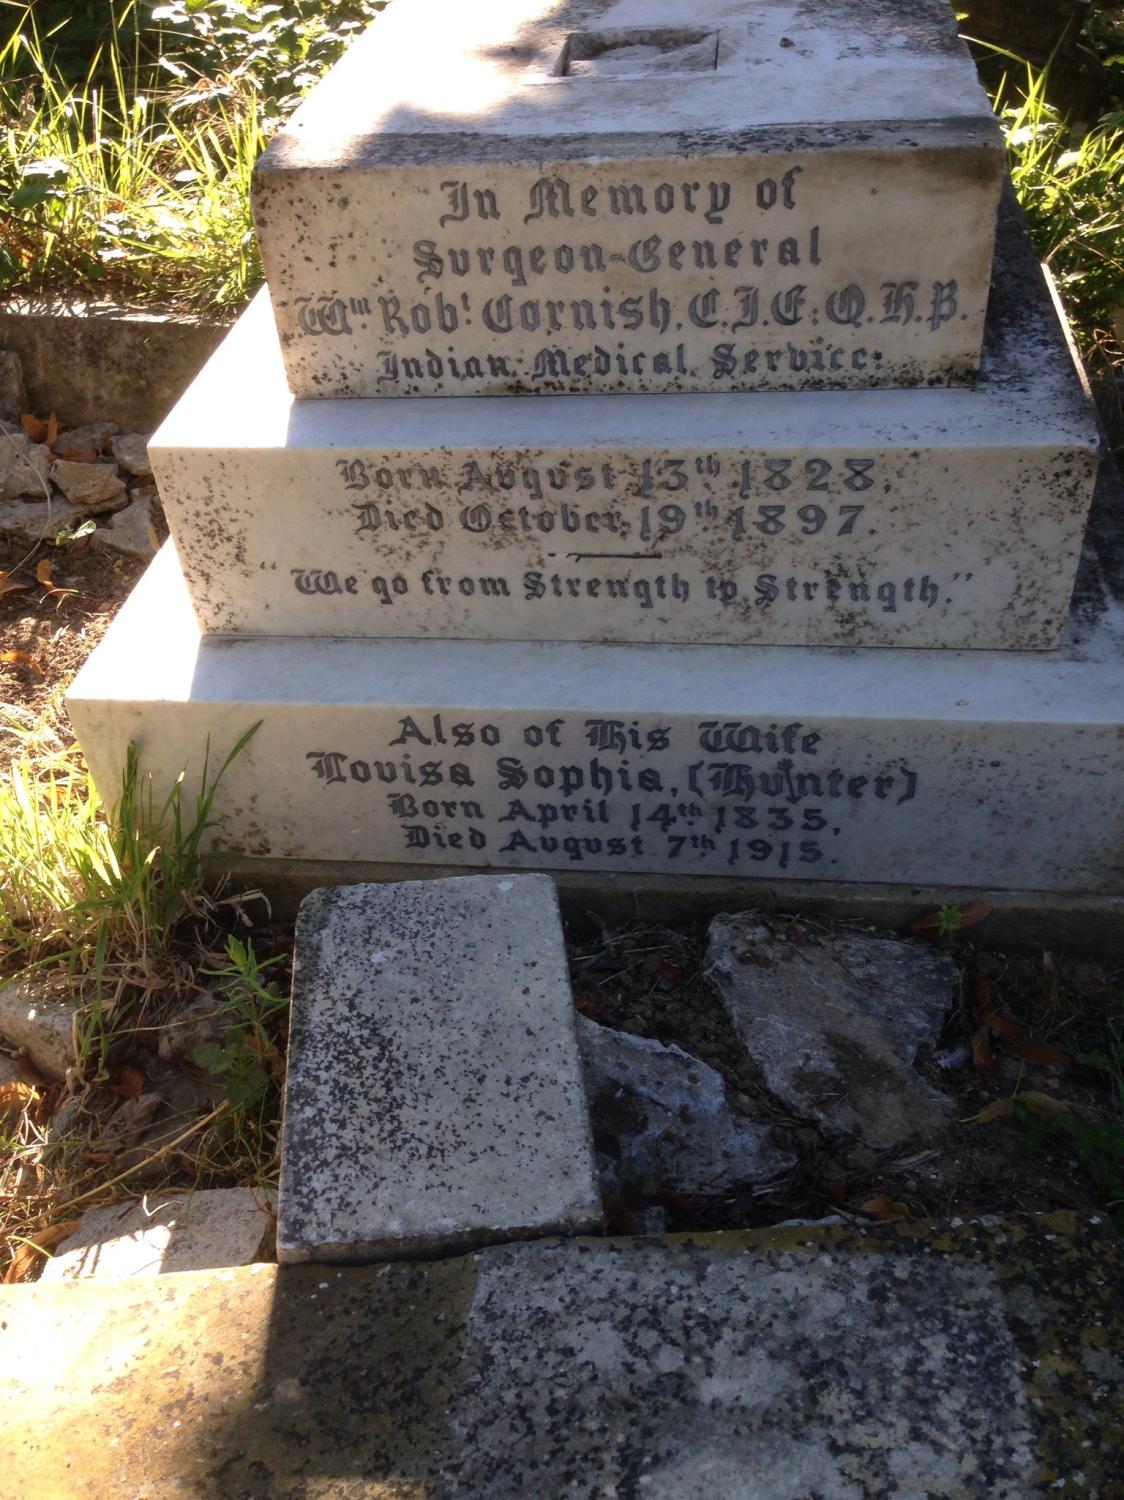 In Memory of
Surgeon-General
Wm. Robt. Cornish, C.I.E. Q.H.P.
Indian Medical Service.
Born August 13th 1828,
Died October 19th 1897.
"We go from Strength to Strength."
Also of His Wife
Louisa Sophia, (Hunter)
Born April 14th 1835,
Died August 7th 1915.